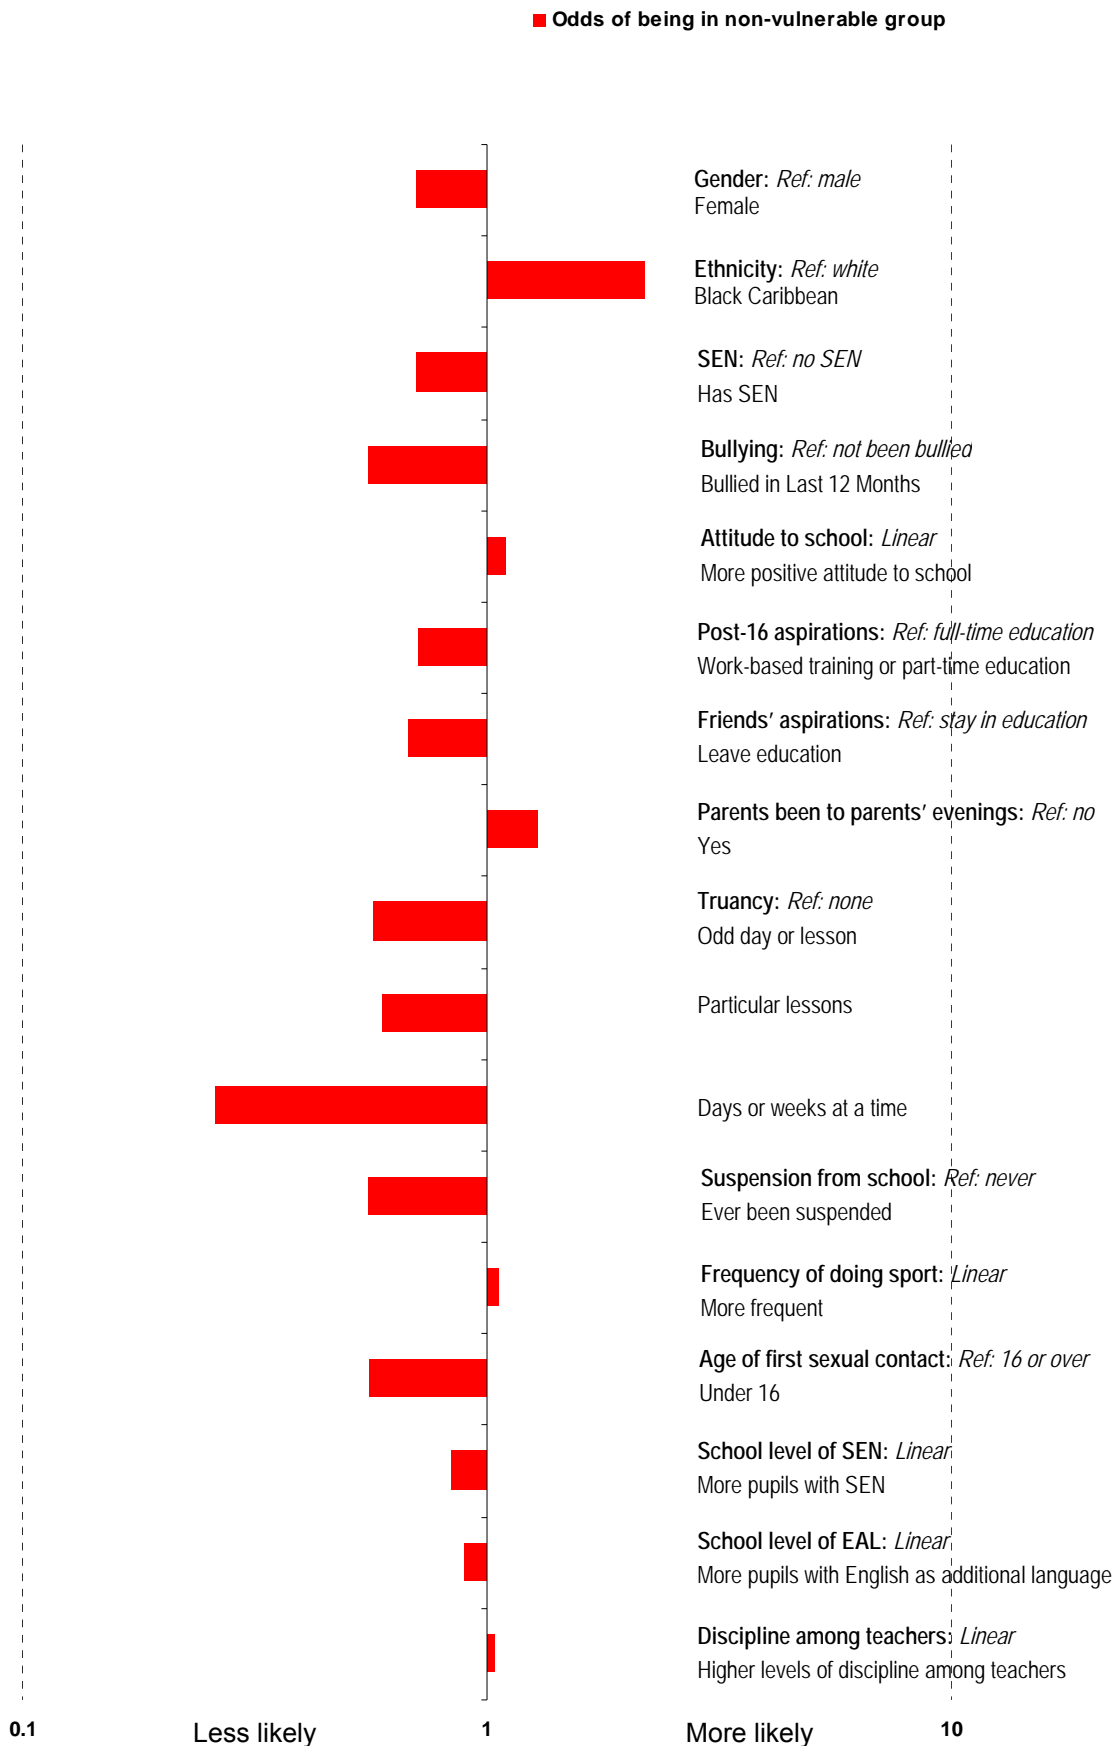 Odds of being in non-vulnerable group
Gender: Ref: male
Female
Ethnicity: Ref: white
Black Caribbean
SEN: Ref: no SEN
Has SEN
Bullying: Ref: not been bullied
Bullied in Last 12 Months
Attitude to school: Linear
More positive attitude to school
Post-16 aspirations: Ref: full-time education
Work-based training or part-time education
Friends’ aspirations: Ref: stay in education
Leave education
Parents been to parents’ evenings: Ref: no
Yes
Truancy: Ref: none
Odd day or lesson
Particular lessons
Days or weeks at a time
Suspension from school: Ref: never
Ever been suspended
Frequency of doing sport: Linear
More frequent
Age of first sexual contact: Ref: 16 or over
Under 16
School level of SEN: Linear
More pupils with SEN
School level of EAL: Linear
More pupils with English as additional language
Discipline among teachers: Linear
Higher levels of discipline among teachers
0.1 Less likely 1 More likely 10